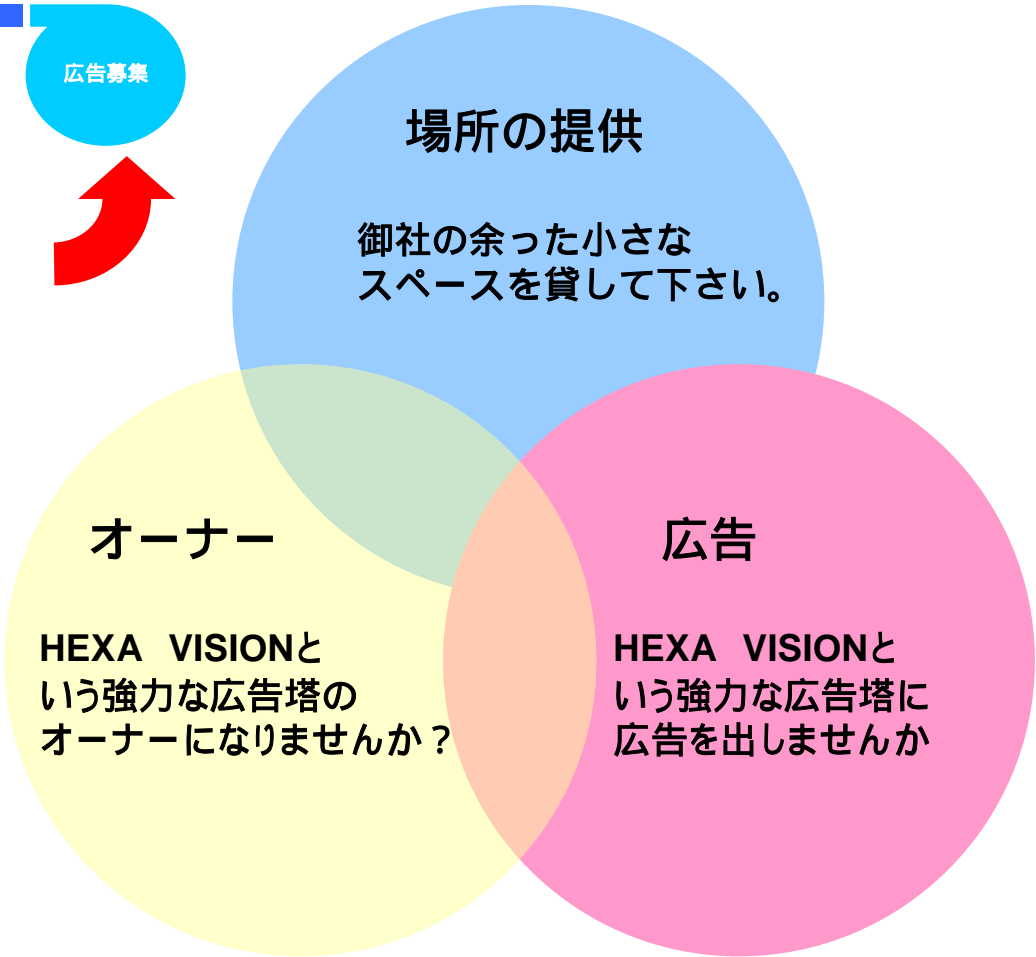 広告募集
場所の提供
御社の余った小さな
スペースを貸して下さい。
オーナー
HEXA　VISIONと
いう強力な広告塔の
オーナーになりませんか？
広告
HEXA　VISIONと
いう強力な広告塔に
広告を出しませんか